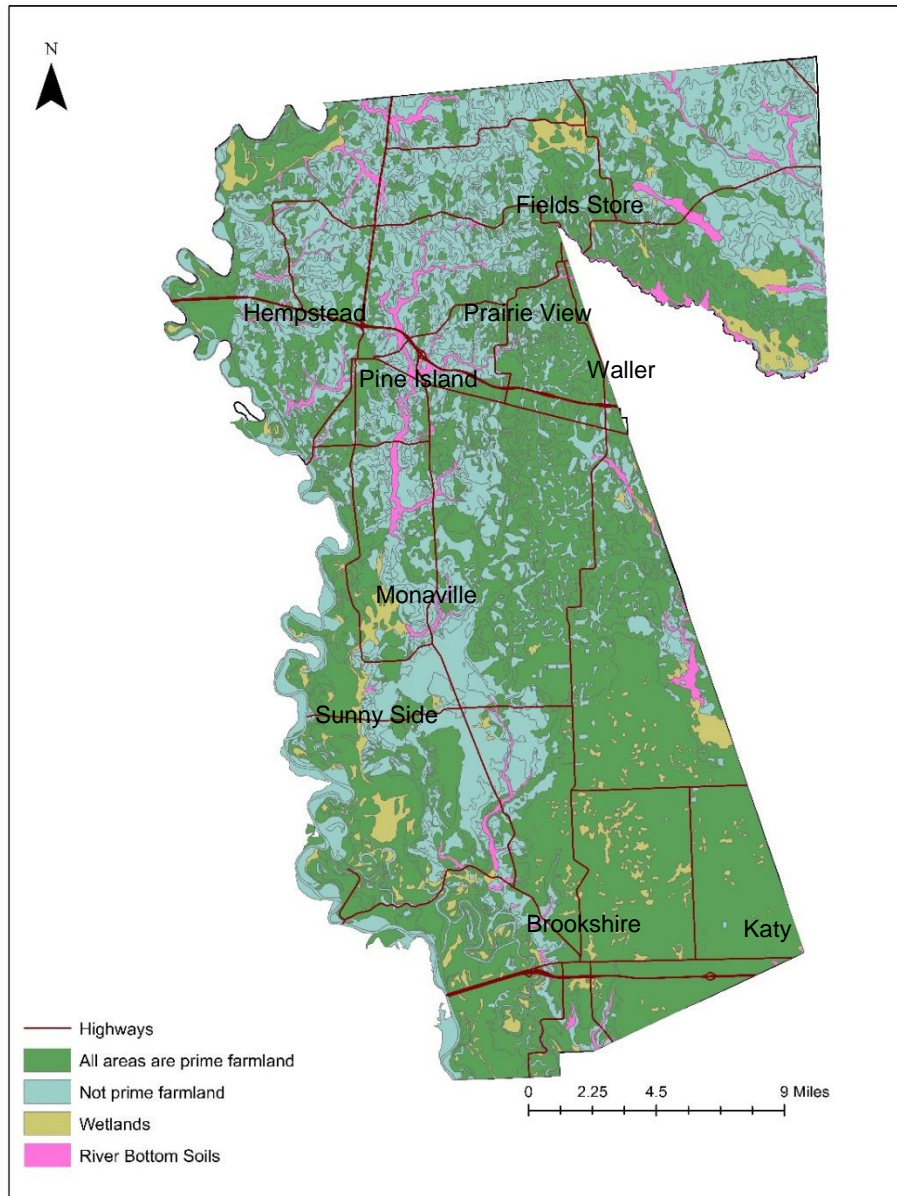 N
Fields Store
Hempstead
Prairie View
Waller
Pine Island
Monaville
Sunny Side
Brookshire
Katy
Highways
All areas are prime farmland
Not prime farmland
Wetlands
River Bottom Soils
0 2.25 4.5 9 Miles